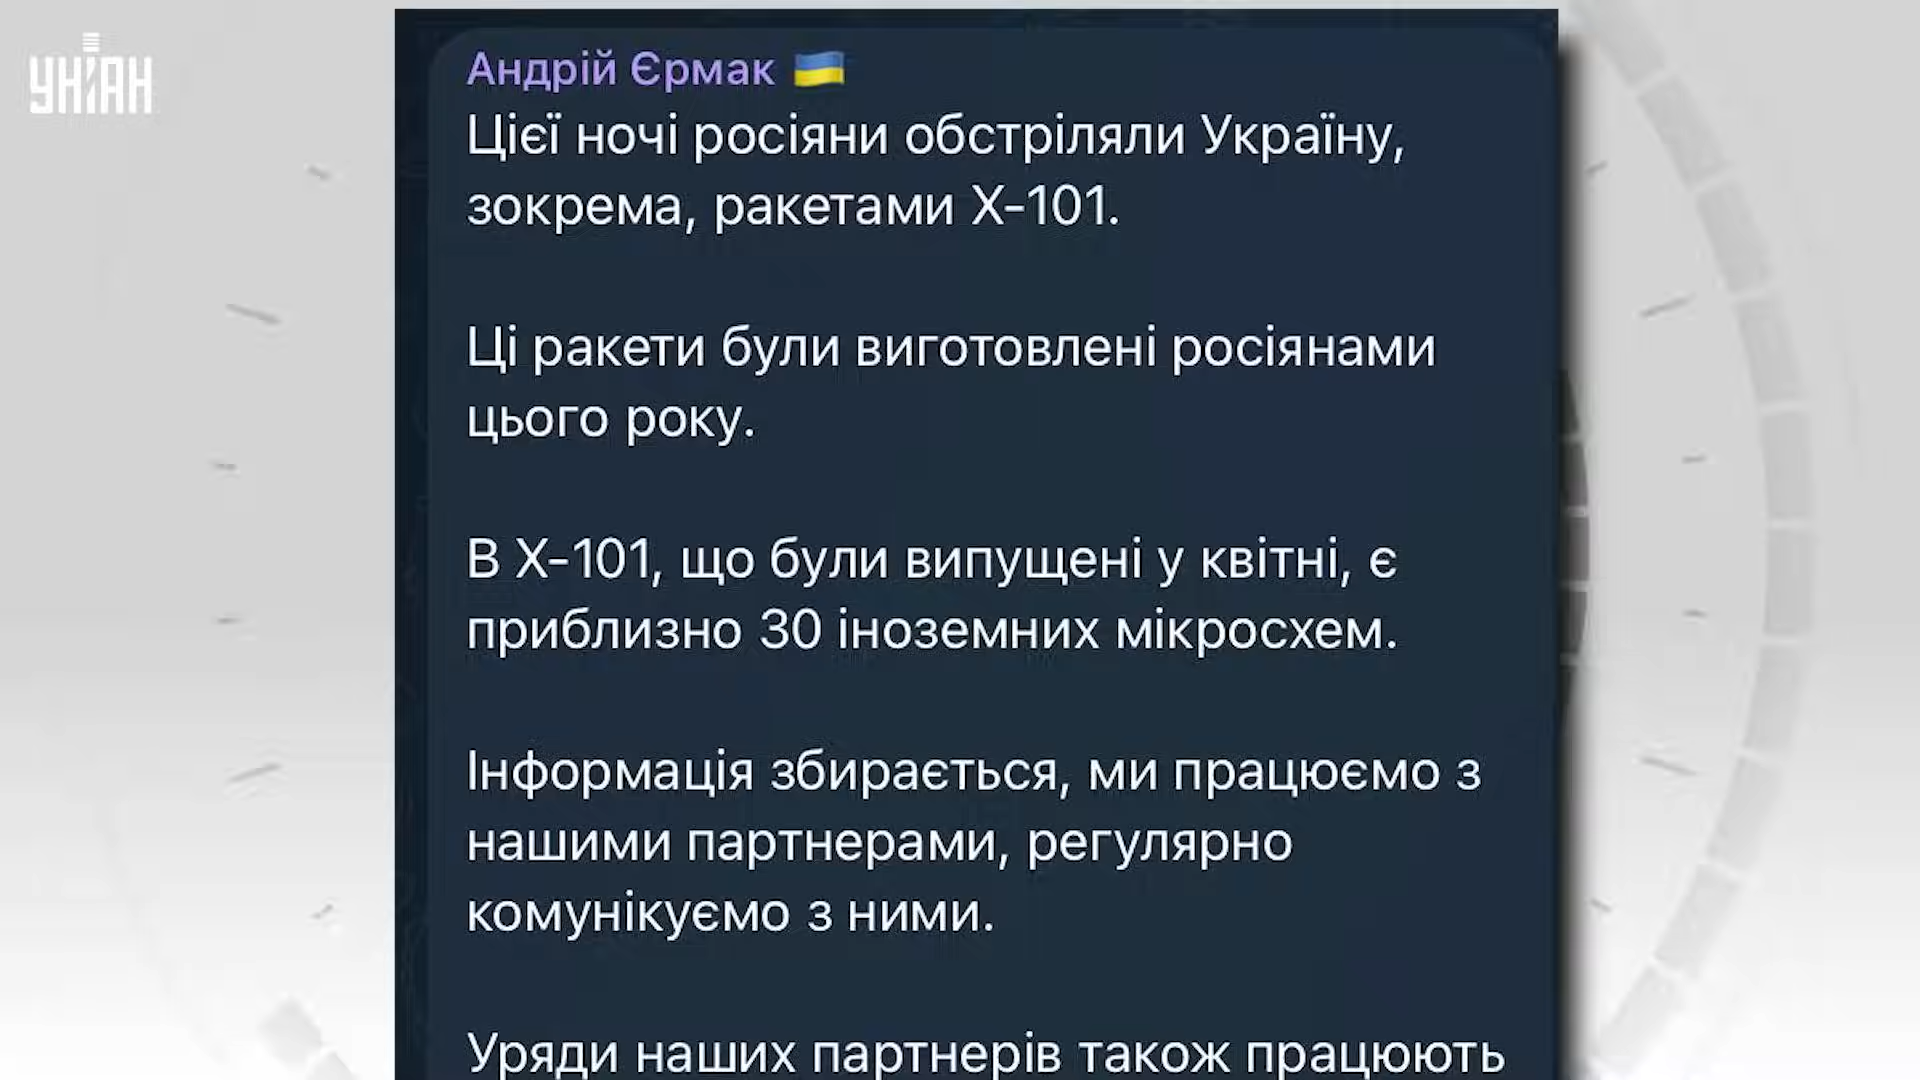 УНІАН
Андрій Єрмак 🇺🇦
Цієї ночі росіяни обстріляли Україну,
зокрема, ракетами Х-101.
Ці ракети були виготовлені росіянами
цього року.
В Х-101, що були випущені у квітні, є
приблизно 30 іноземних мікросхем.
Інформація збирається, ми працюємо з
нашими партнерами, регулярно
комунікуємо з ними.
Уряди наших партнерів також працюють